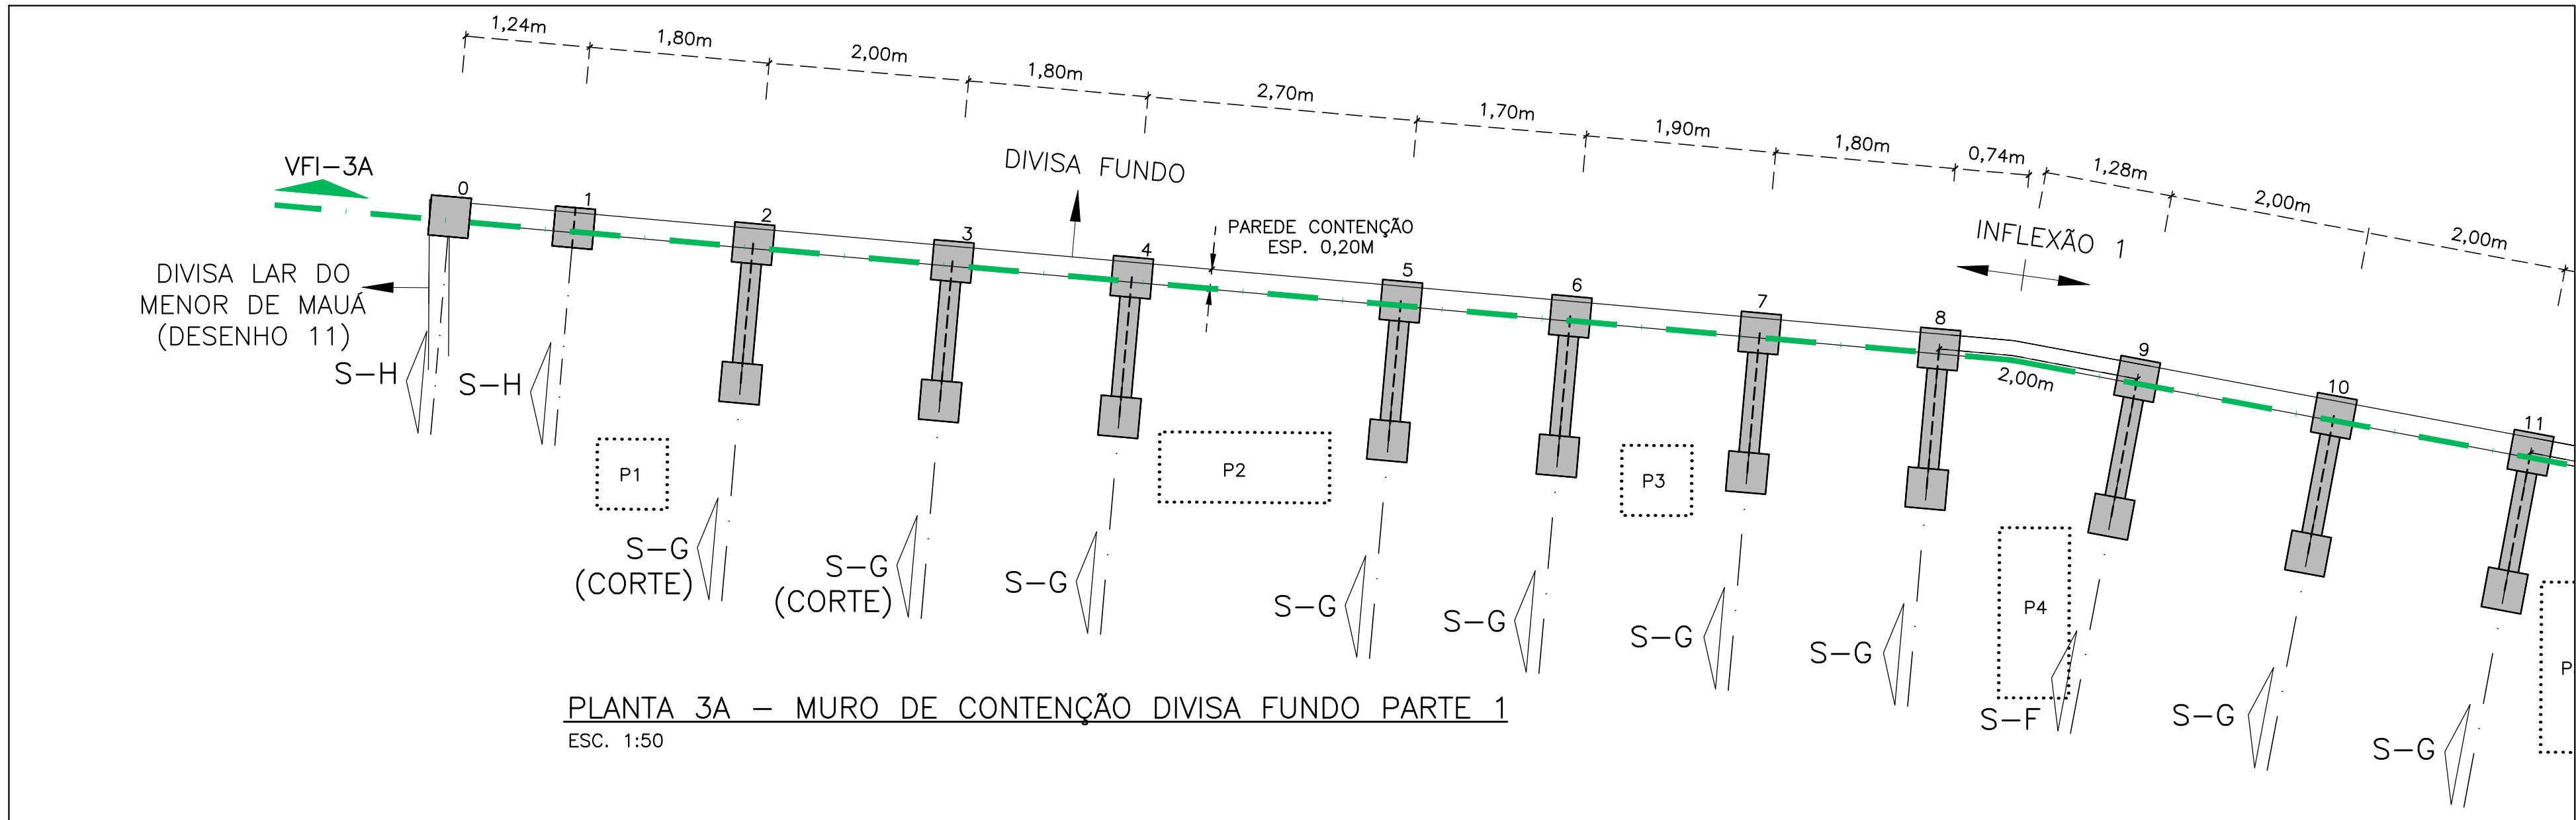 1,24m
1,80m
2,00m
1,80m
2,70m
1,70m
1,90m
1,80m
0,74m
1,28m
2,00m
2,00m
VFI-3A
DIVISA FUNDO
PAREDE CONTENÇÃO
ESP. 0,20M
INFLEXÃO 1
0
1
2
3
4
5
6
7
8
9
10
11
2,00m
DIVISA LAR DO
MENOR DE MAUÁ
(DESENHO 11)
S-H
S-H
P1
P2
P3
P4
P
S-G
(CORTE)
S-G
(CORTE)
S-G
S-G
S-G
S-G
S-G
S-F
S-G
S-G
PLANTA 3A - MURO DE CONTENÇÃO DIVISA FUNDO PARTE 1
ESC. 1:50